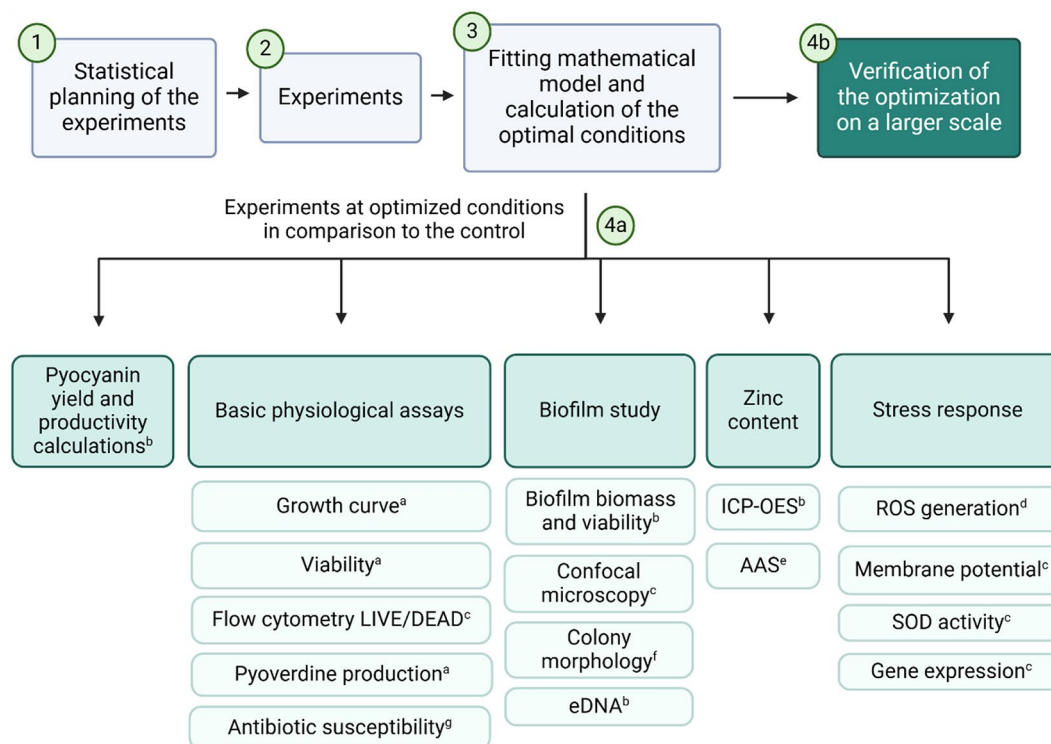 1
Statistical
planning of the
experiments
2
Experiments
3
Fitting mathematical
model and
calculation of the
optimal conditions
4b
Verification of
the optimization
on a larger scale
Experiments at optimized conditions
in comparison to the control
4a
Pyocyanin
yield and
productivity
calculationsᵇ
Basic physiological assays
Growth curveᵃ
Viabilityᵃ
Flow cytometry LIVE/DEADᶜ
Pyoverdine productionᵃ
Antibiotic susceptibilityᵍ
Biofilm study
Biofilm biomass
and viabilityᵇ
Confocal
microscopyᶜ
Colony
morphologyᶠ
eDNAᵇ
Zinc
content
ICP-OESᵇ
AASᵉ
Stress response
ROS generationᵈ
Membrane potentialᶜ
SOD activityᶜ
Gene expressionᶜ